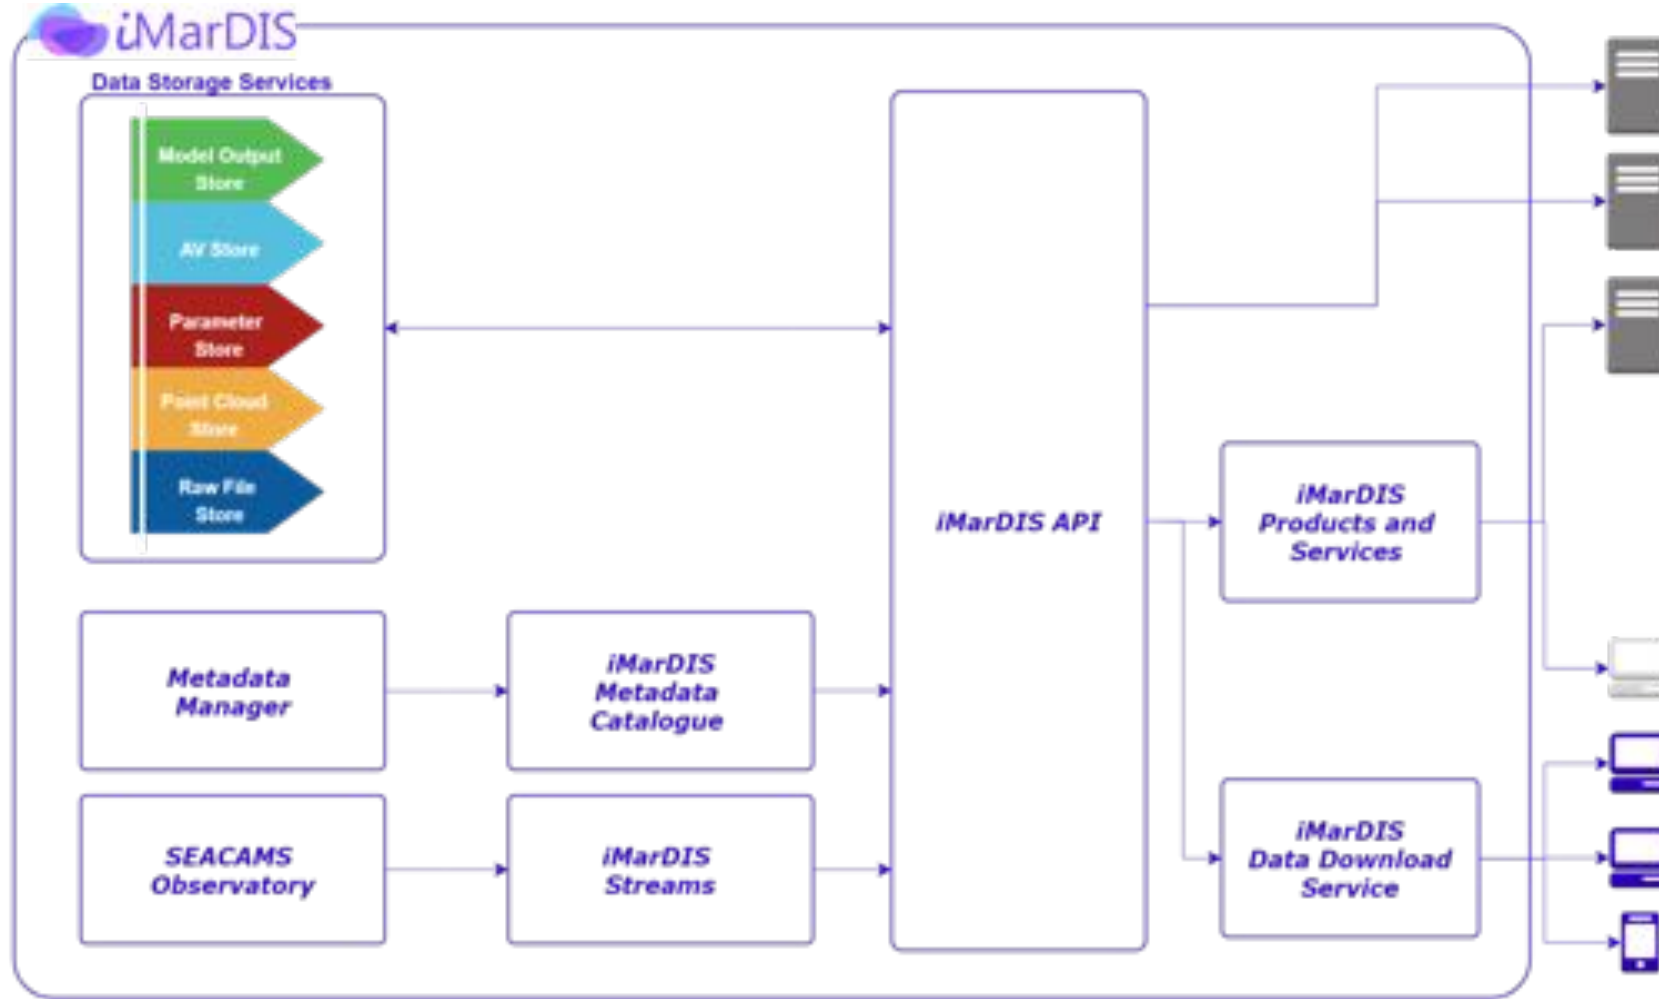 iMarDIS
Data Storage Services
Model Output
Store
AV Store
Parameter
Store
Point Cloud
Store
Raw File
Store
iMarDIS API
iMarDIS
Products and
Services
Metadata
Manager
iMarDIS
Metadata
Catalogue
SEACAMS
Observatory
iMarDIS
Streams
iMarDIS
Data Download
Service